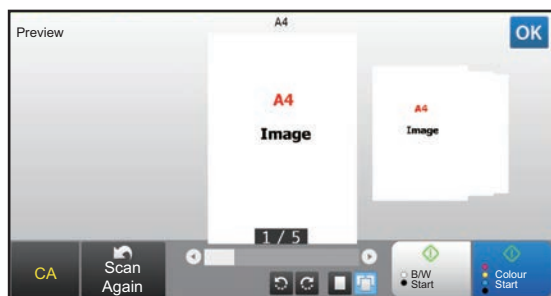 A4
Preview
OK
A4
Image
A4
Image
1 / 5
CA
Scan
Again
B/W
Start
Colour
Start